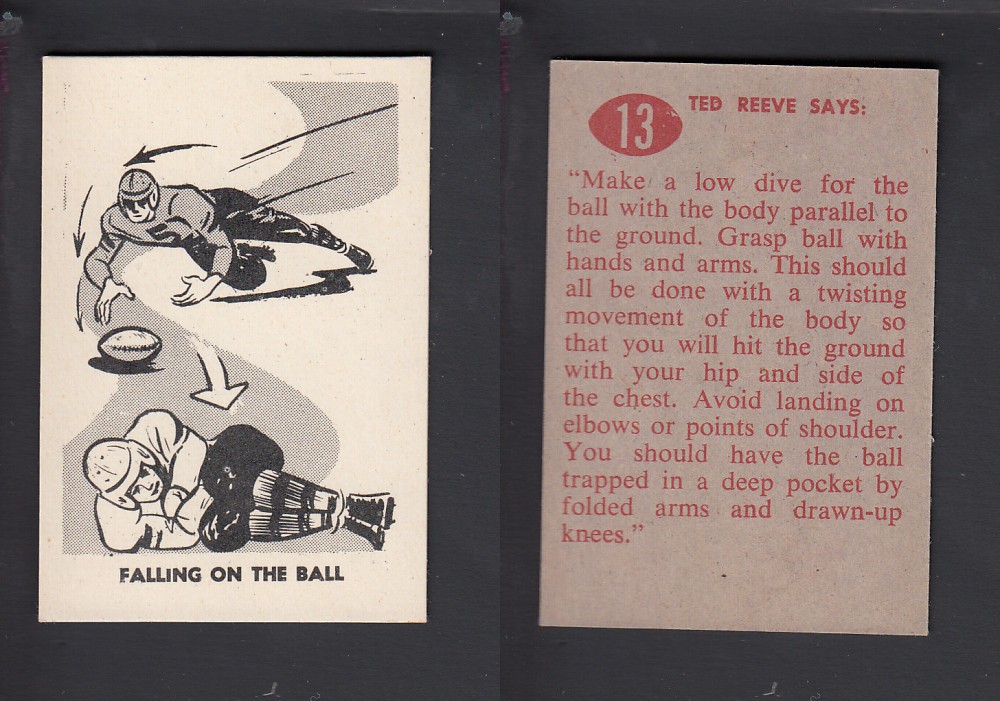 FALLING ON THE BALL
13
TED REEVE SAYS:
“Make a low dive for the
ball with the body parallel to
the ground. Grasp ball with
hands and arms. This should
all be done with a twisting
movement of the body so
that you will hit the ground
with your hip and side of
the chest. Avoid landing on
elbows or points of shoulder.
You should have the ball
trapped in a deep pocket by
folded arms and drawn-up
knees.”